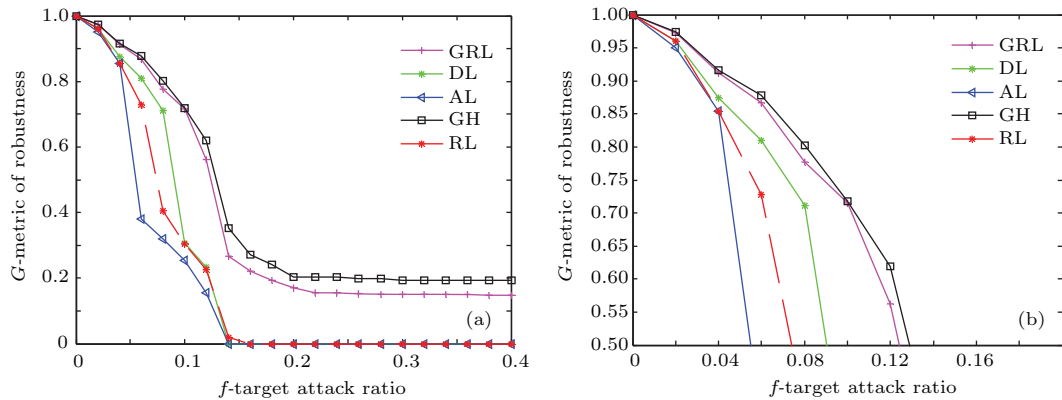 1.0
0.8
0.6
0.4
0.2
0
G-metric of robustness
GRL
DL
AL
GH
RL
(a)
0
0.1
0.2
0.3
0.4
f-target attack ratio
1.00
0.95
0.90
0.85
0.80
0.75
0.70
0.65
0.60
0.55
0.50
G-metric of robustness
GRL
DL
AL
GH
RL
(b)
0
0.04
0.08
0.12
0.16
f-target attack ratio